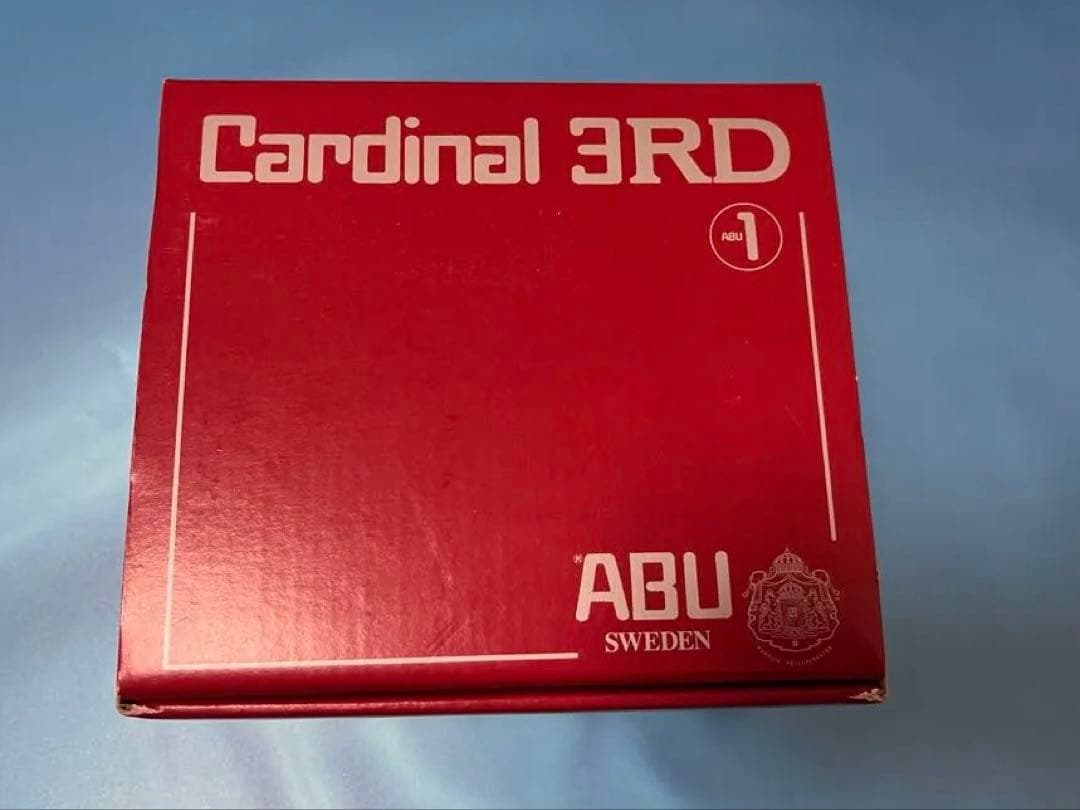 Cardinal 3RD
ABU 1
®ABU
SWEDEN